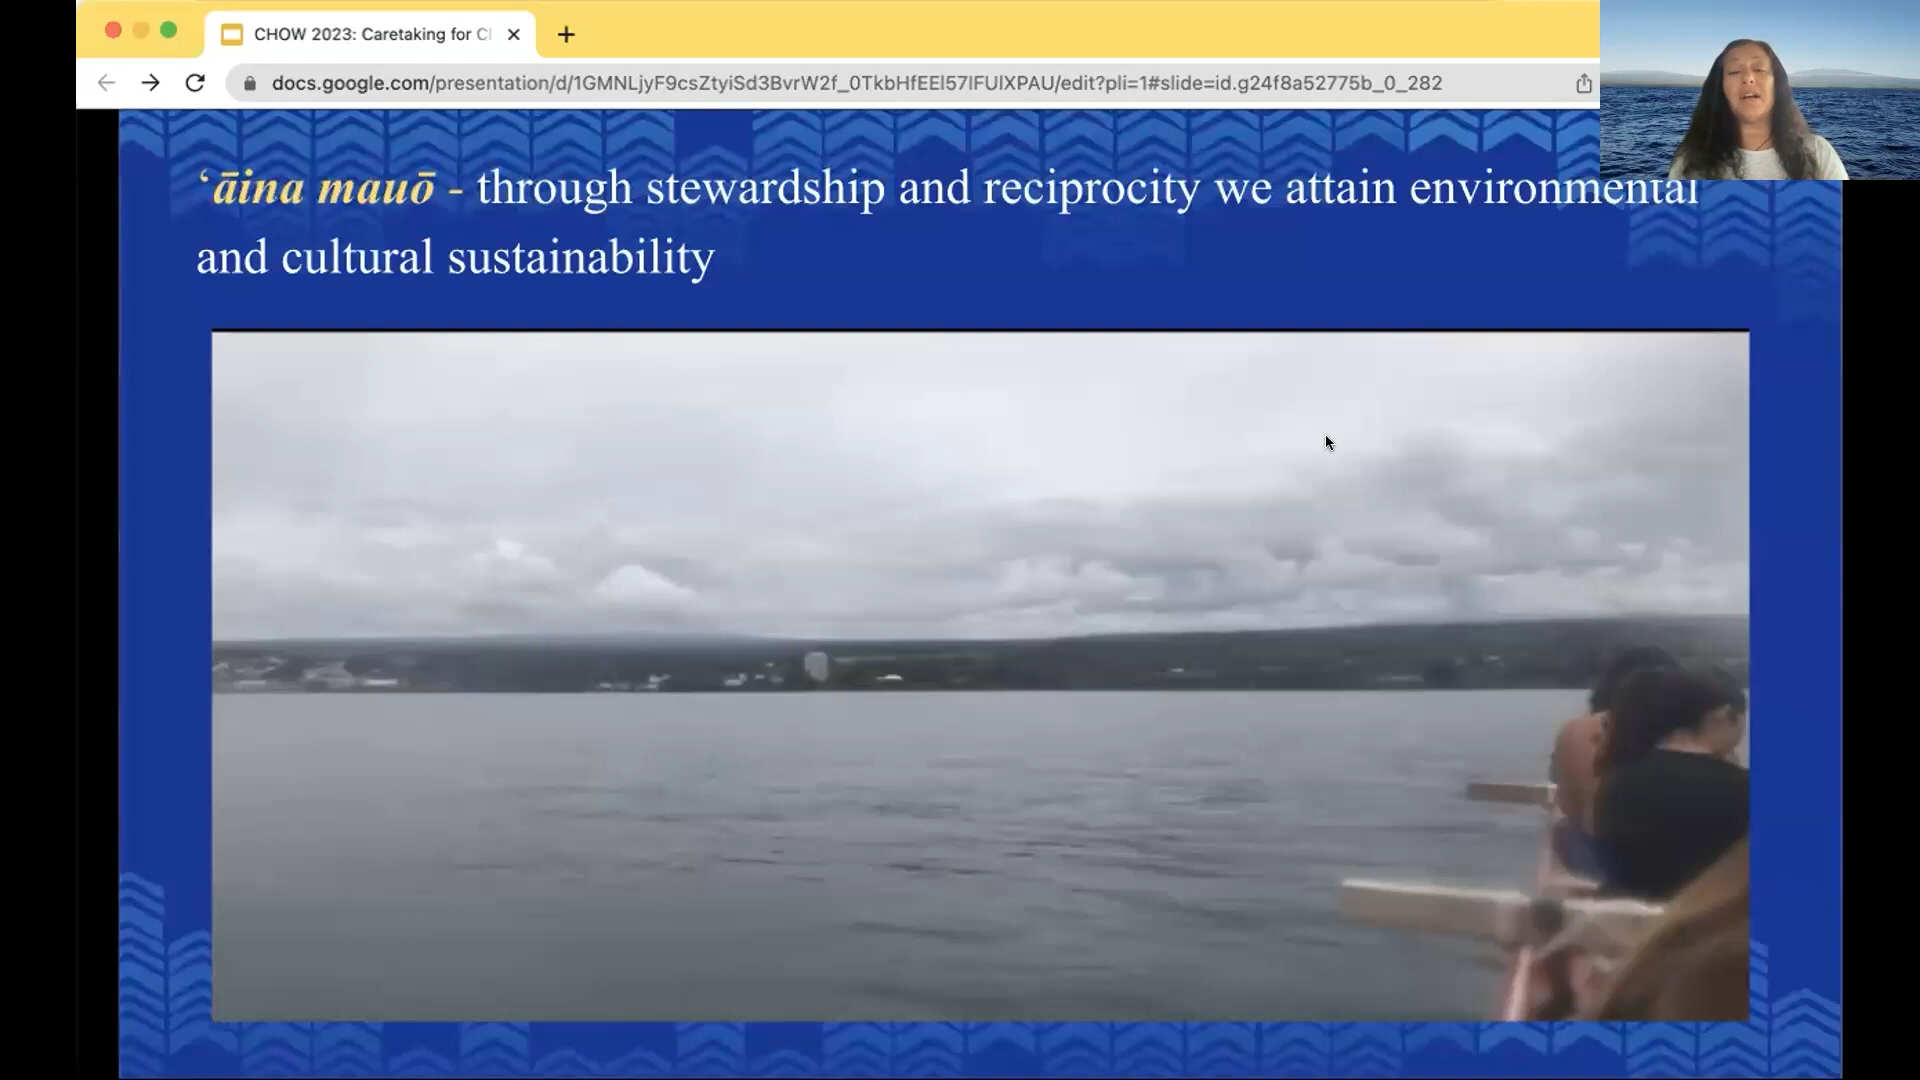 CHOW 2023: Caretaking for
docs.google.com/presentation/d/1GMNLjyF9csZtyiSd3BvrW2f_0TkbHfEEl57lFUlXPAU/edit?pli=1#slide=id.g24f8a52775b_0_282
ʻāina mauō - through stewardship and reciprocity we attain environmental
and cultural sustainability